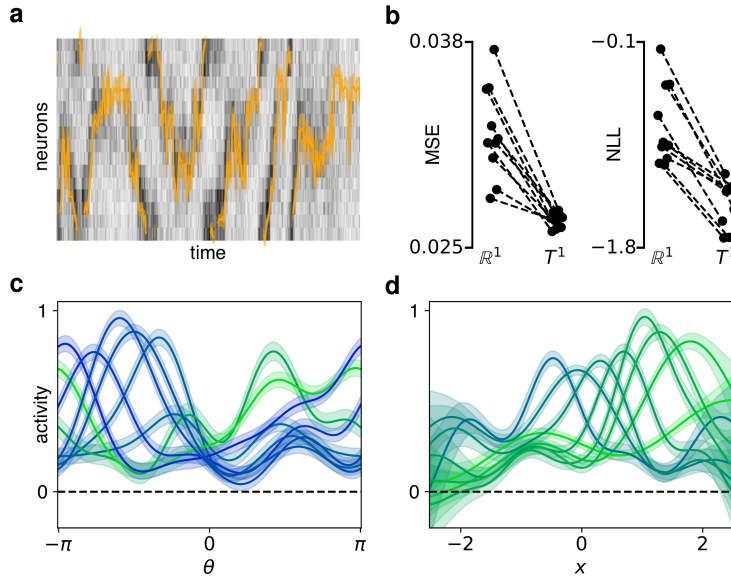 a
neurons
time
b
0.038
MSE
0.025
ℝ¹
T¹
−0.1
NLL
−1.8
ℝ¹
c
1
activity
0
−π
0
π
θ
d
1
0
−2
0
2
x